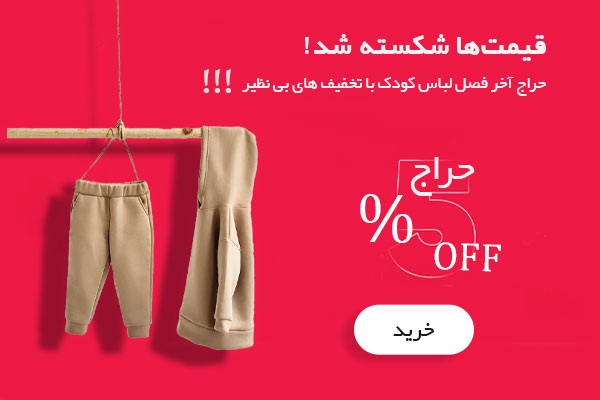 قیمت‌ها شکسته شد!
حراج آخر فصل لباس کودک با تخفیف های بی نظیر !!!
حراج
5
%
OFF
خرید